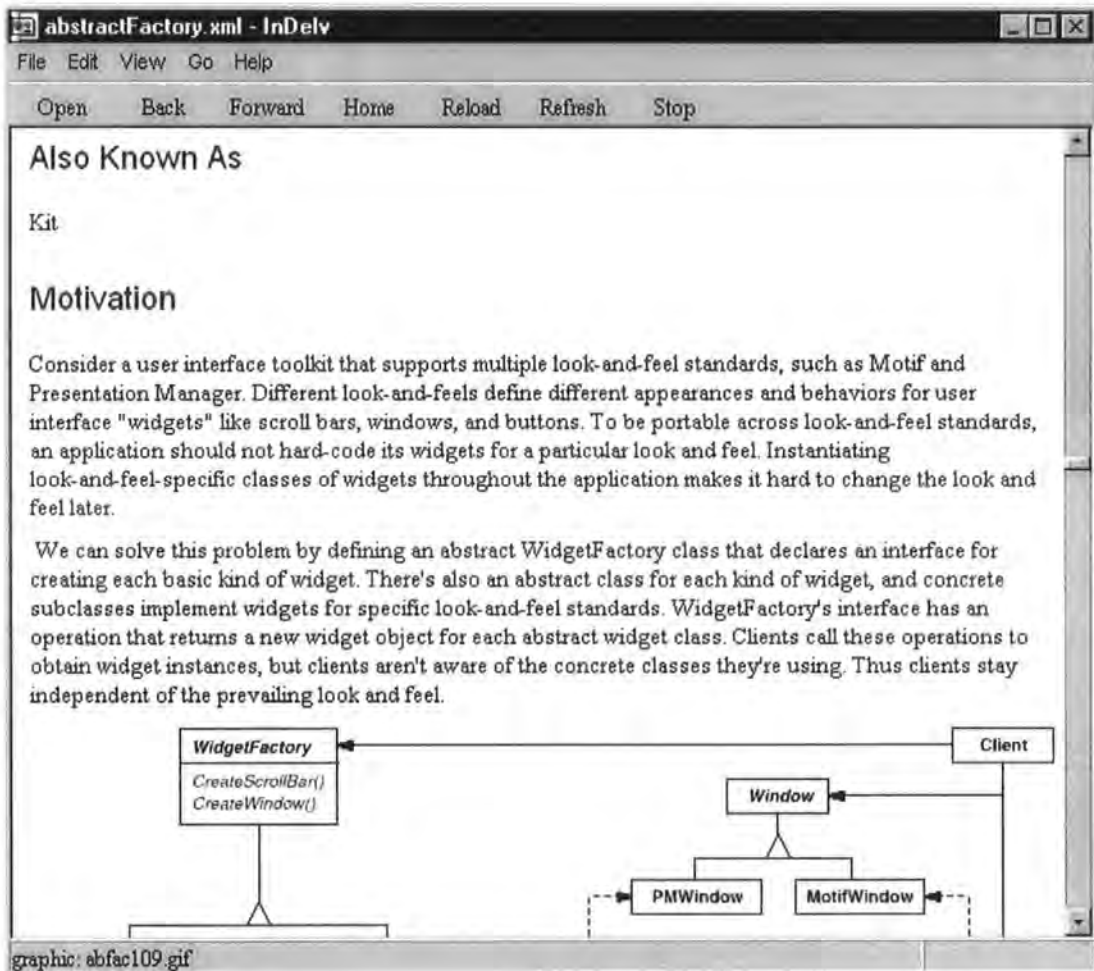 abstractFactory.xml - InDelv
File Edit View Go Help
Open Back Forward Home Reload Refresh Stop
Also Known As
Kit
Motivation
Consider a user interface toolkit that supports multiple look-and-feel standards, such as Motif and
Presentation Manager. Different look-and-feels define different appearances and behaviors for user
interface "widgets" like scroll bars, windows, and buttons. To be portable across look-and-feel standards,
an application should not hard-code its widgets for a particular look and feel. Instantiating
look-and-feel-specific classes of widgets throughout the application makes it hard to change the look and
feel later.
We can solve this problem by defining an abstract WidgetFactory class that declares an interface for
creating each basic kind of widget. There's also an abstract class for each kind of widget, and concrete
subclasses implement widgets for specific look-and-feel standards. WidgetFactory's interface has an
operation that returns a new widget object for each abstract widget class. Clients call these operations to
obtain widget instances, but clients aren't aware of the concrete classes they're using. Thus clients stay
independent of the prevailing look and feel.
WidgetFactory
Client
CreateScrollBar()
CreateWindow()
Window
PMWindow
MotifWindow
graphic: abfac109.gif